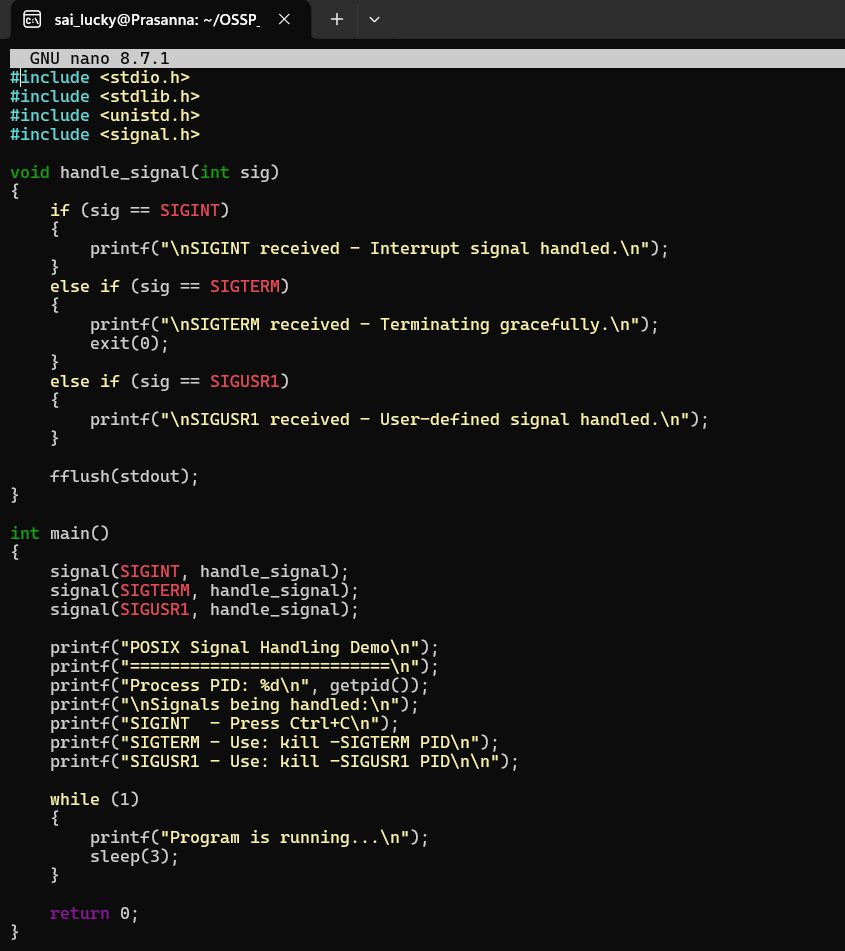 sai_lucky@Prasanna: ~/OSSP_
GNU nano 8.7.1
#include <stdio.h>
#include <stdlib.h>
#include <unistd.h>
#include <signal.h>

void handle_signal(int sig)
{
    if (sig == SIGINT)
    {
        printf("\nSIGINT received - Interrupt signal handled.\n");
    }
    else if (sig == SIGTERM)
    {
        printf("\nSIGTERM received - Terminating gracefully.\n");
        exit(0);
    }
    else if (sig == SIGUSR1)
    {
        printf("\nSIGUSR1 received - User-defined signal handled.\n");
    }

    fflush(stdout);
}

int main()
{
    signal(SIGINT, handle_signal);
    signal(SIGTERM, handle_signal);
    signal(SIGUSR1, handle_signal);

    printf("POSIX Signal Handling Demo\n");
    printf("==========================\n");
    printf("Process PID: %d\n", getpid());
    printf("\nSignals being handled:\n");
    printf("SIGINT  - Press Ctrl+C\n");
    printf("SIGTERM - Use: kill -SIGTERM PID\n");
    printf("SIGUSR1 - Use: kill -SIGUSR1 PID\n\n");

    while (1)
    {
        printf("Program is running...\n");
        sleep(3);
    }

    return 0;
}